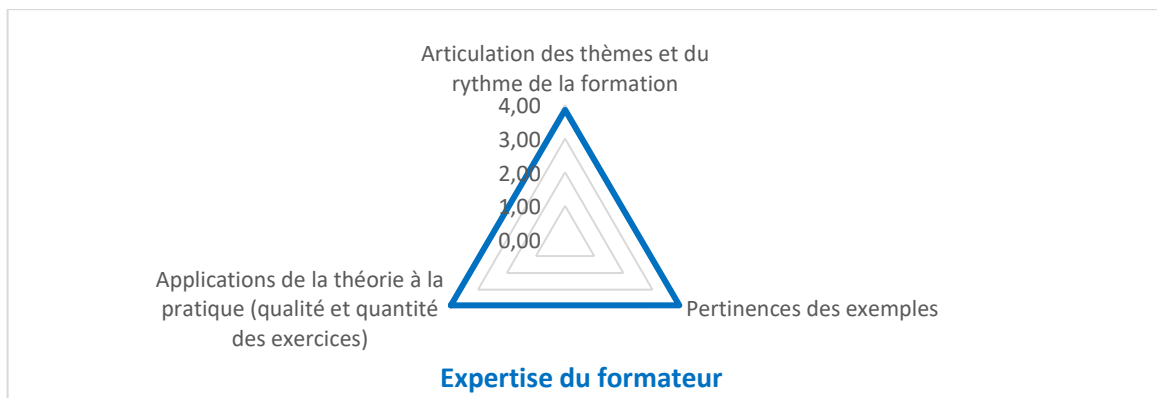 Articulation des thèmes et du
rythme de la formation
4,00
3,00
2,00
1,00
0,00
Applications de la théorie à la
pratique (qualité et quantité
des exercices)
Pertinences des exemples
Expertise du formateur